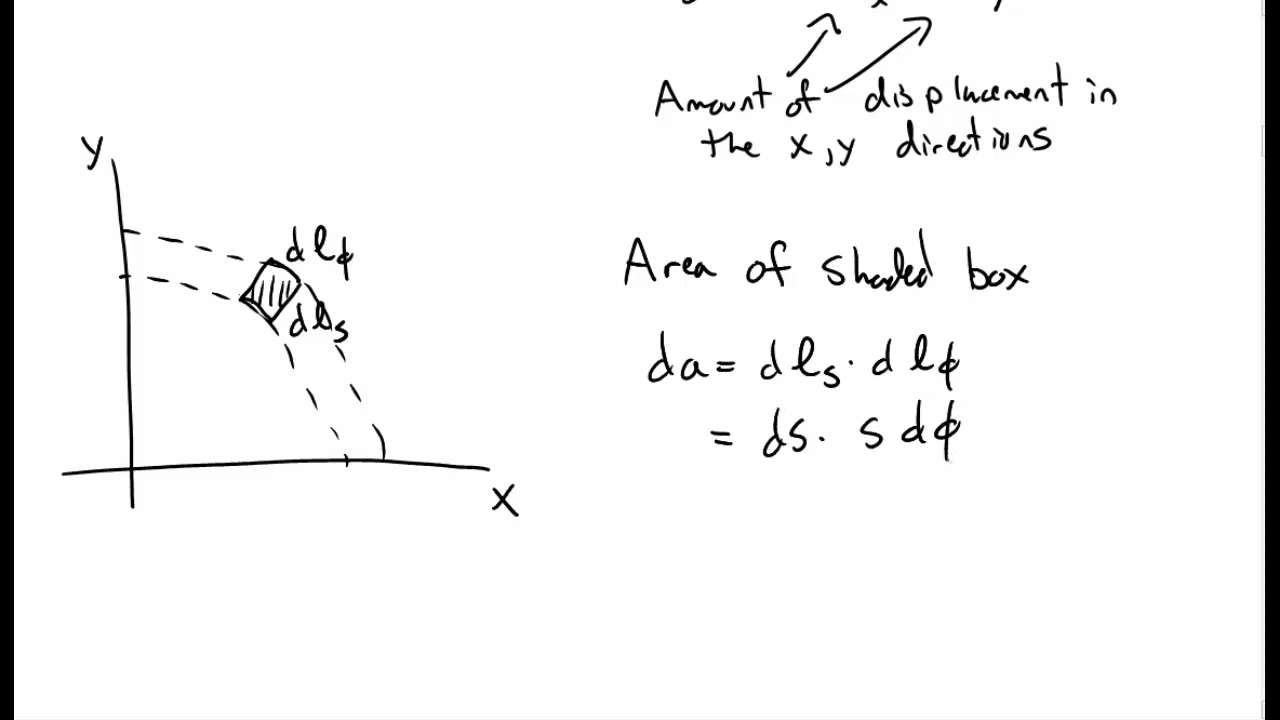 Amount of displacement in
the x,y directions
y
dlϕ
dls
x
Area of shaded box
da = dls · dlϕ
= ds · s dϕ